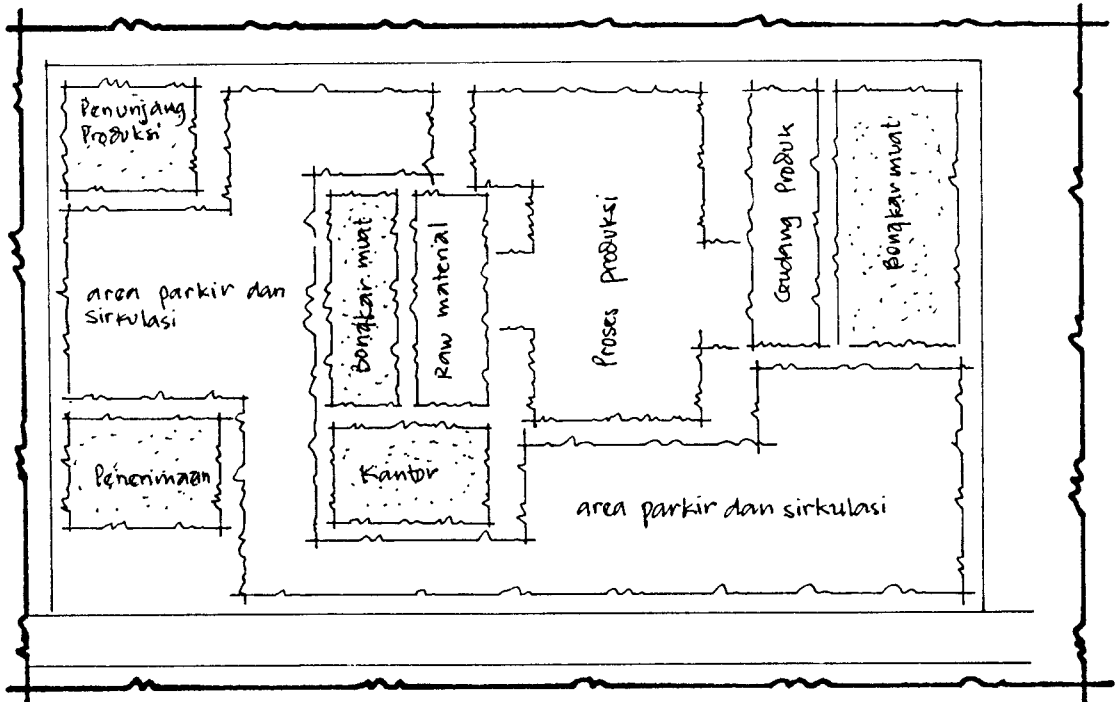 Penunjang
Produksi
area parkir dan
sirkulasi
Penerimaan
Bongkar muat
Raw material
Kantor
Proses produksi
Gudang Produk
Bongkar muat
area parkir dan sirkulasi